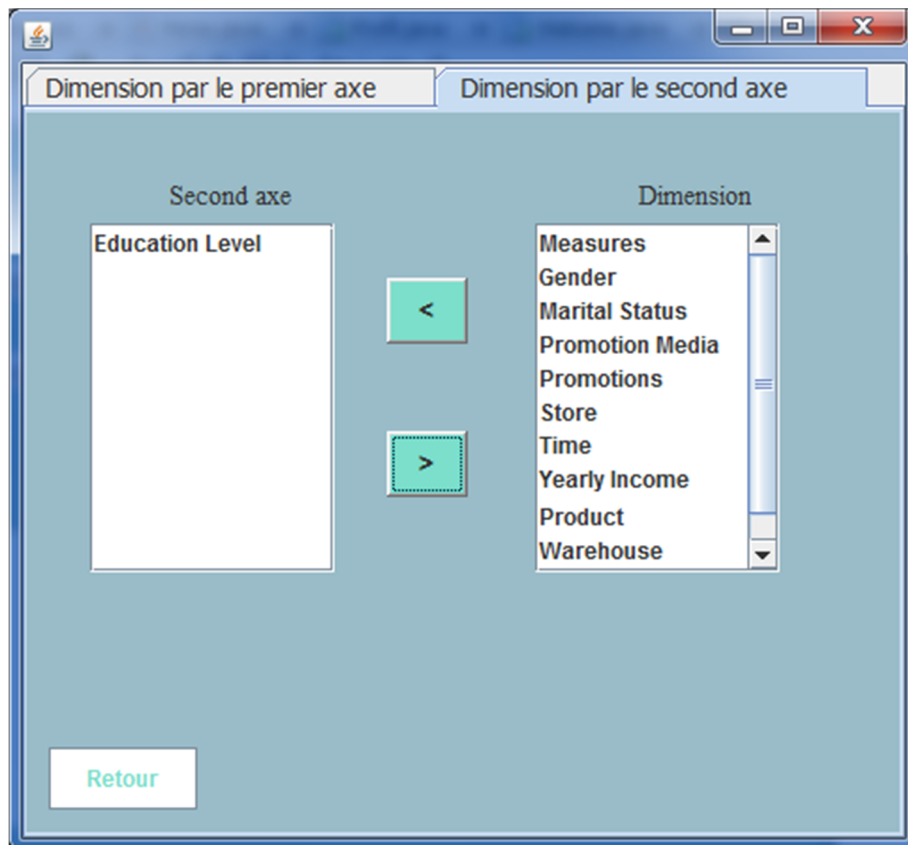 Dimension par le premier axe
Dimension par le second axe
Second axe
Dimension
Education Level
Measures
Gender
Marital Status
Promotion Media
Promotions
Store
Time
Yearly Income
Product
Warehouse
<
>
Retour